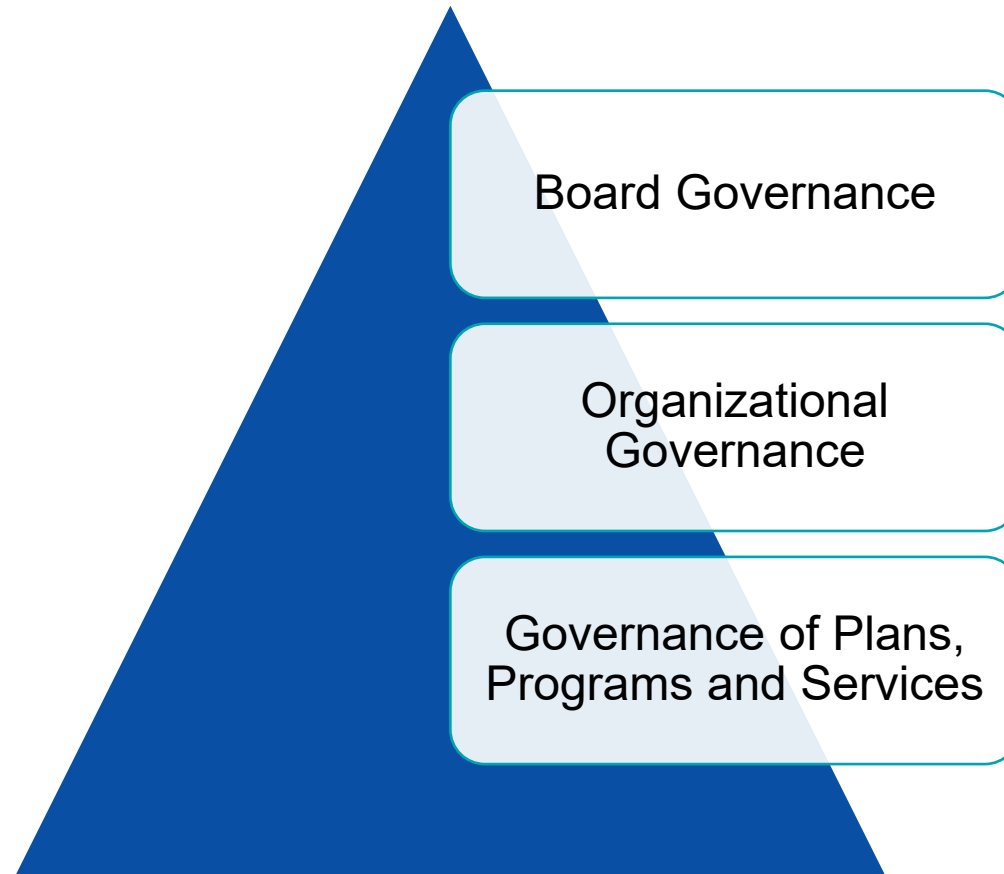 Board Governance
Organizational
Governance
Governance of Plans,
Programs and Services